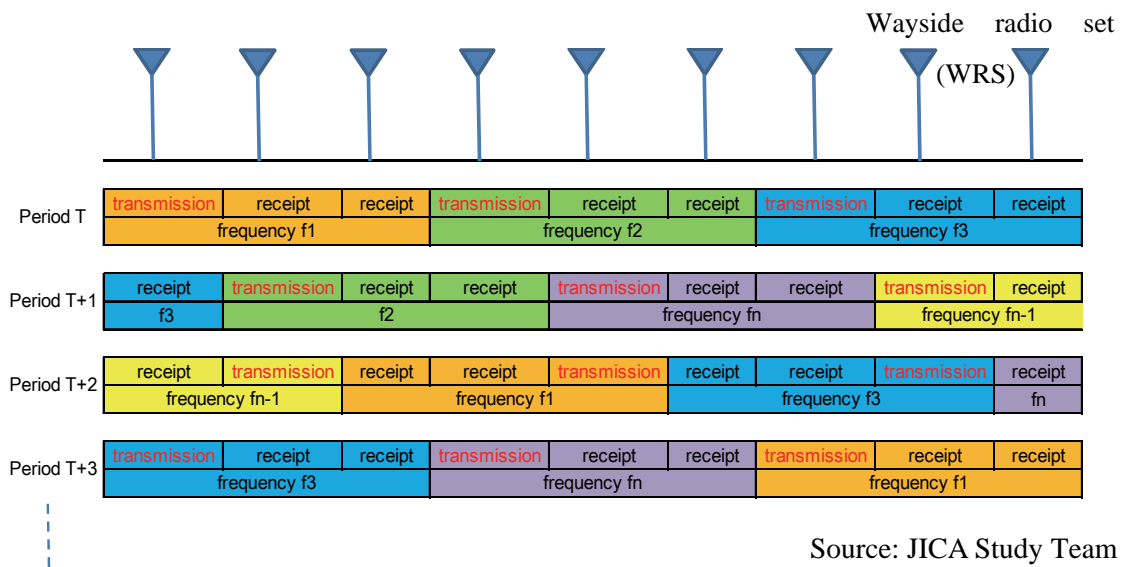 Wayside radio set
(WRS)
Period T
transmission receipt receipt transmission receipt receipt transmission receipt receipt
frequency f1 frequency f2 frequency f3
Period T+1
receipt transmission receipt receipt transmission receipt receipt transmission receipt
f3 f2 frequency fn frequency fn-1
Period T+2
receipt transmission receipt receipt transmission receipt receipt transmission receipt
frequency fn-1 frequency f1 frequency f3 fn
Period T+3
transmission receipt receipt transmission receipt receipt transmission receipt receipt
frequency f3 frequency fn frequency f1
Source: JICA Study Team